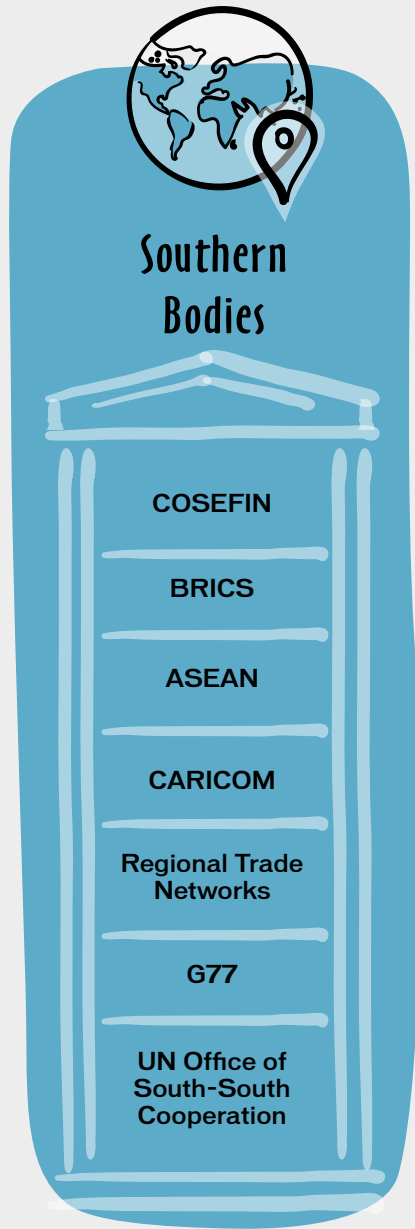 Southern
Bodies
COSEFIN
BRICS
ASEAN
CARICOM
Regional Trade
Networks
G77
UN Office of
South-South
Cooperation